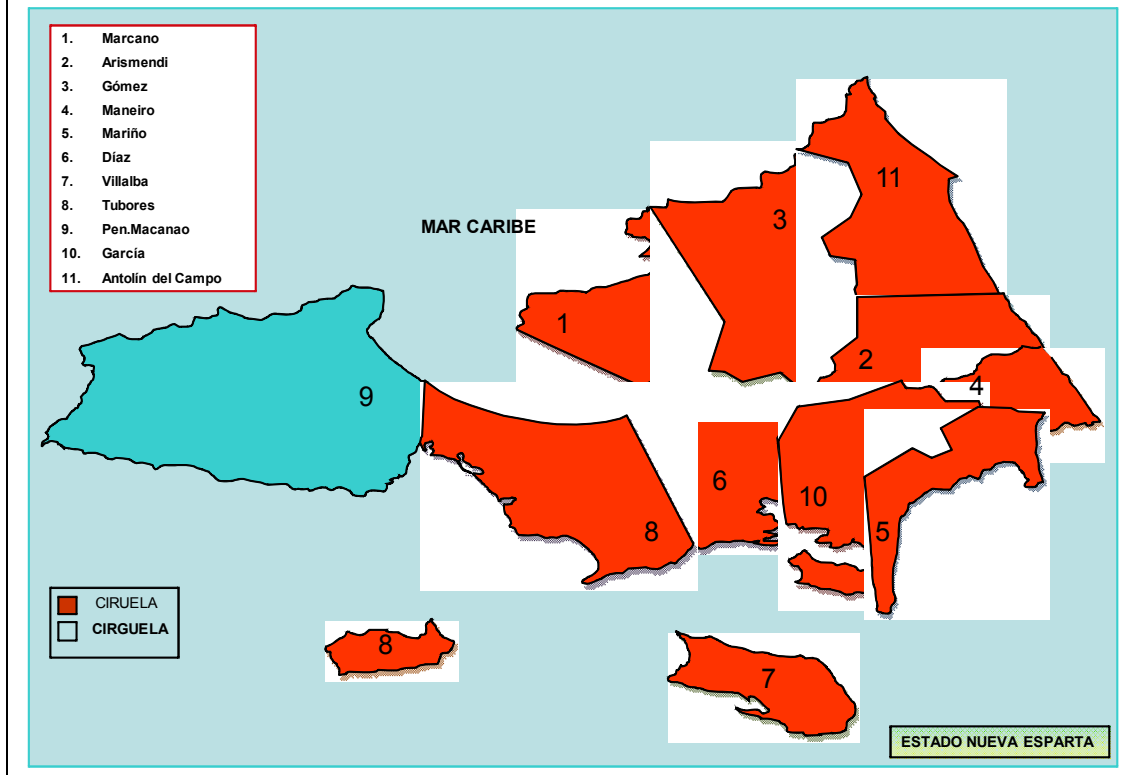 1. Marcano
2. Arismendi
3. Gómez
4. Maneiro
5. Mariño
6. Díaz
7. Villalba
8. Tubores
9. Pen.Macanao
10. García
11. Antolín del Campo
MAR CARIBE
11
3
1
2
4
9
6
10
8
5
8
7
CIRUELA
CIRGUELA
ESTADO NUEVA ESPARTA